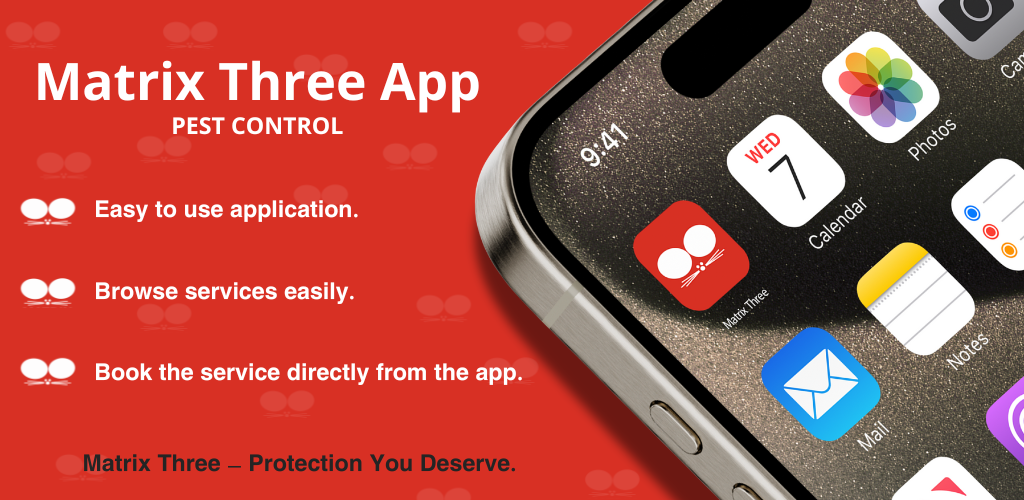 Matrix Three App
PEST CONTROL
Easy to use application.
Browse services easily.
Book the service directly from the app.
Matrix Three – Protection You Deserve.
9:41
WED
7
Calendar
Photos
Matrix Three
Notes
Mail